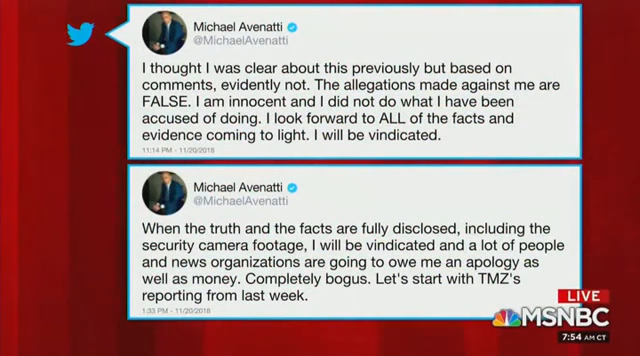 Michael Avenatti
@MichaelAvenatti
I thought I was clear about this previously but based on
comments, evidently not. The allegations made against me are
FALSE. I am innocent and I did not do what I have been
accused of doing. I look forward to ALL of the facts and
evidence coming to light. I will be vindicated.
11:14 PM - 11/20/2018
Michael Avenatti
@MichaelAvenatti
When the truth and the facts are fully disclosed, including the
security camera footage, I will be vindicated and a lot of people
and news organizations are going to owe me an apology as
well as money. Completely bogus. Let's start with TMZ's
reporting from last week.
1:33 PM - 11/20/2018
LIVE
MSNBC
7:54 AM CT